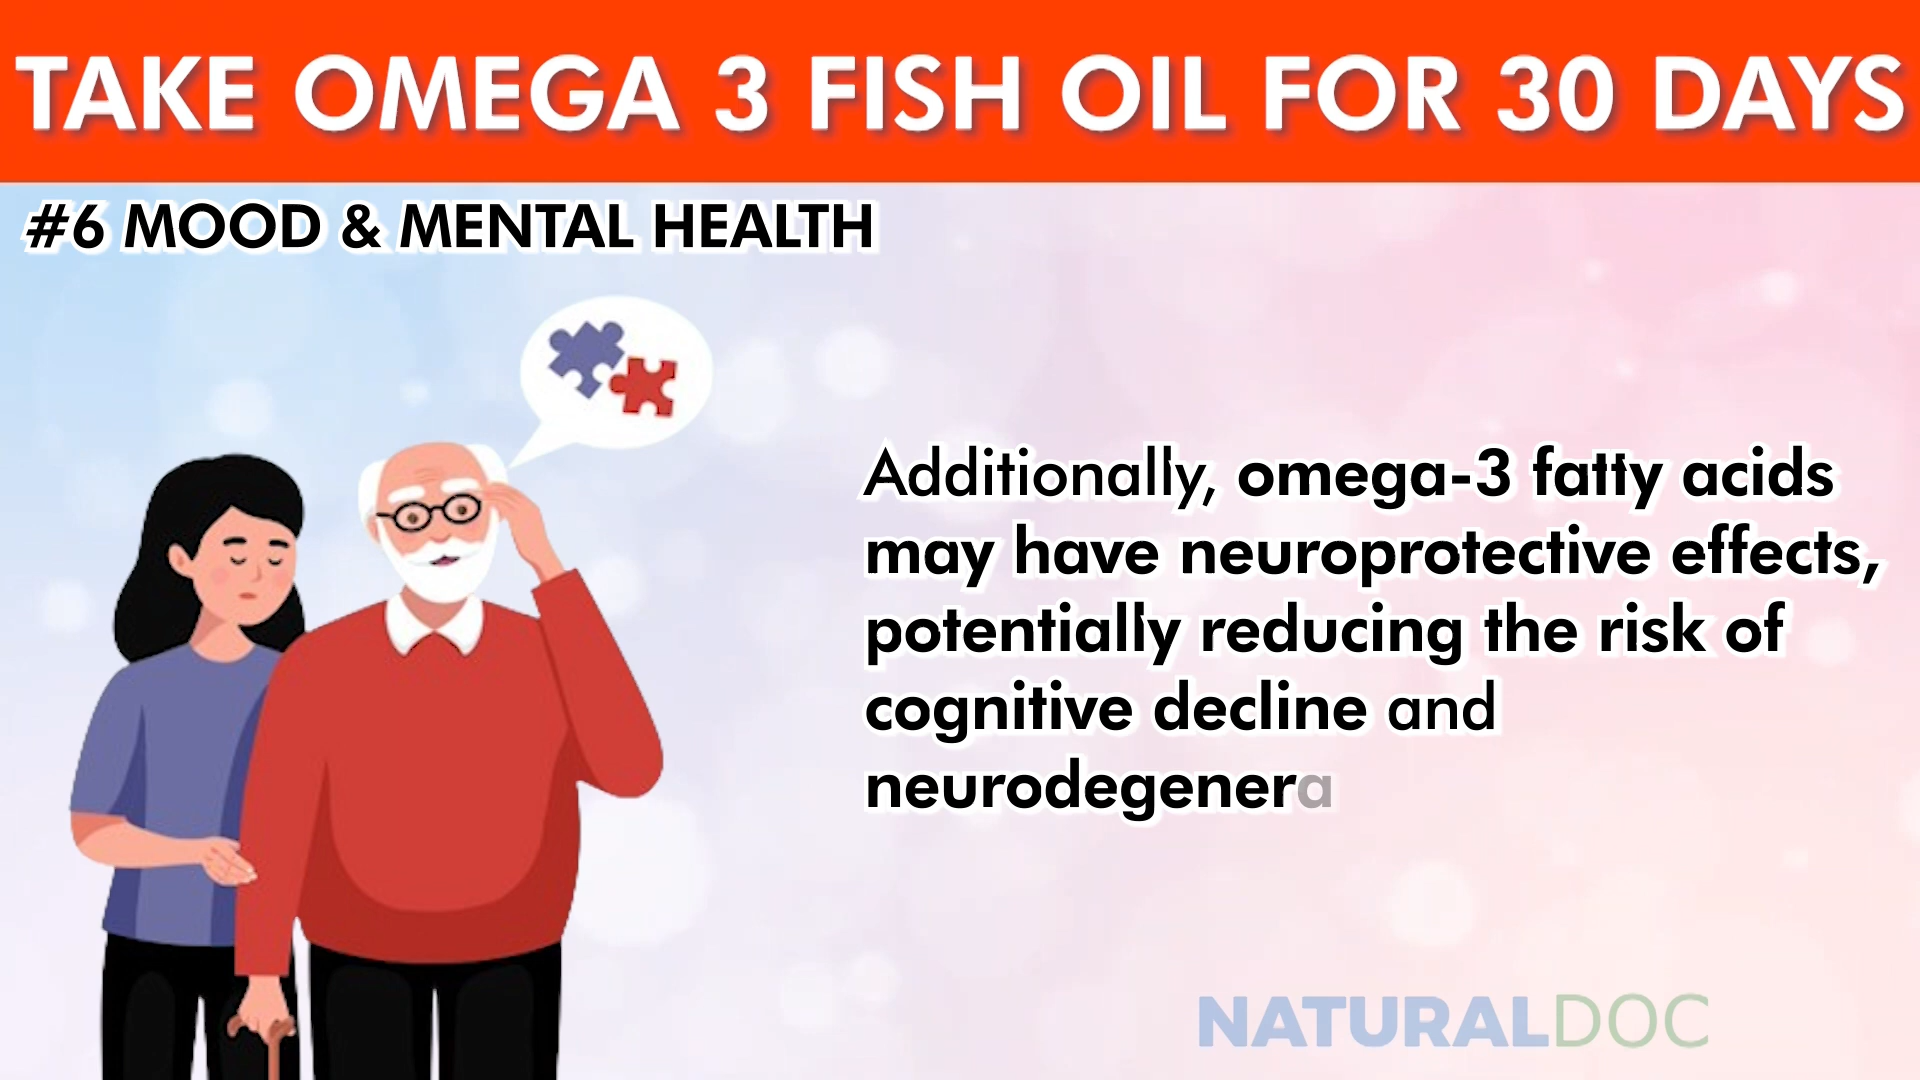 TAKE OMEGA 3 FISH OIL FOR 30 DAYS
#6 MOOD & MENTAL HEALTH
Additionally, omega-3 fatty acids
may have neuroprotective effects,
potentially reducing the risk of
cognitive decline and
neurodegenera
NATURALDOC